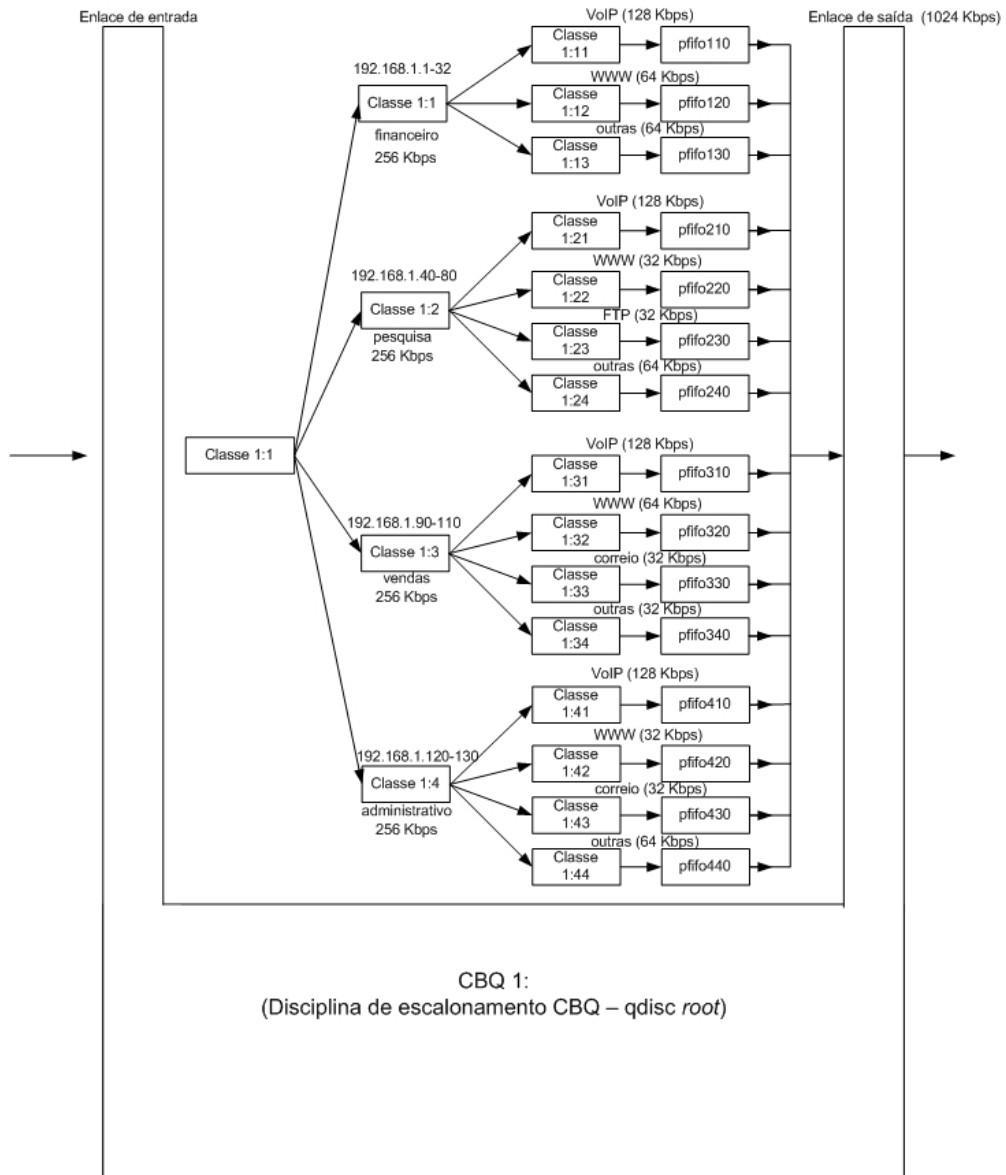 Enlace de entrada
Enlace de saída (1024 Kbps)
VoIP (128 Kbps)
Classe
1:11
pfifo110
192.168.1.1-32
WWW (64 Kbps)
Classe 1:1
Classe
1:12
pfifo120
financeiro
256 Kbps
outras (64 Kbps)
Classe
1:13
pfifo130
VoIP (128 Kbps)
Classe
1:21
pfifo210
192.168.1.40-80
WWW (32 Kbps)
Classe 1:2
Classe
1:22
pfifo220
pesquisa
256 Kbps
FTP (32 Kbps)
Classe
1:23
pfifo230
outras (64 Kbps)
Classe
1:24
pfifo240
Classe 1:1
VoIP (128 Kbps)
Classe
1:31
pfifo310
192.168.1.90-110
WWW (64 Kbps)
Classe 1:3
Classe
1:32
pfifo320
vendas
256 Kbps
correio (32 Kbps)
Classe
1:33
pfifo330
outras (32 Kbps)
Classe
1:34
pfifo340
VoIP (128 Kbps)
Classe
1:41
pfifo410
192.168.1.120-130
WWW (32 Kbps)
Classe 1:4
Classe
1:42
pfifo420
administrativo
256 Kbps
correio (32 Kbps)
Classe
1:43
pfifo430
outras (64 Kbps)
Classe
1:44
pfifo440
CBQ 1:
(Disciplina de escalonamento CBQ – qdisc root)